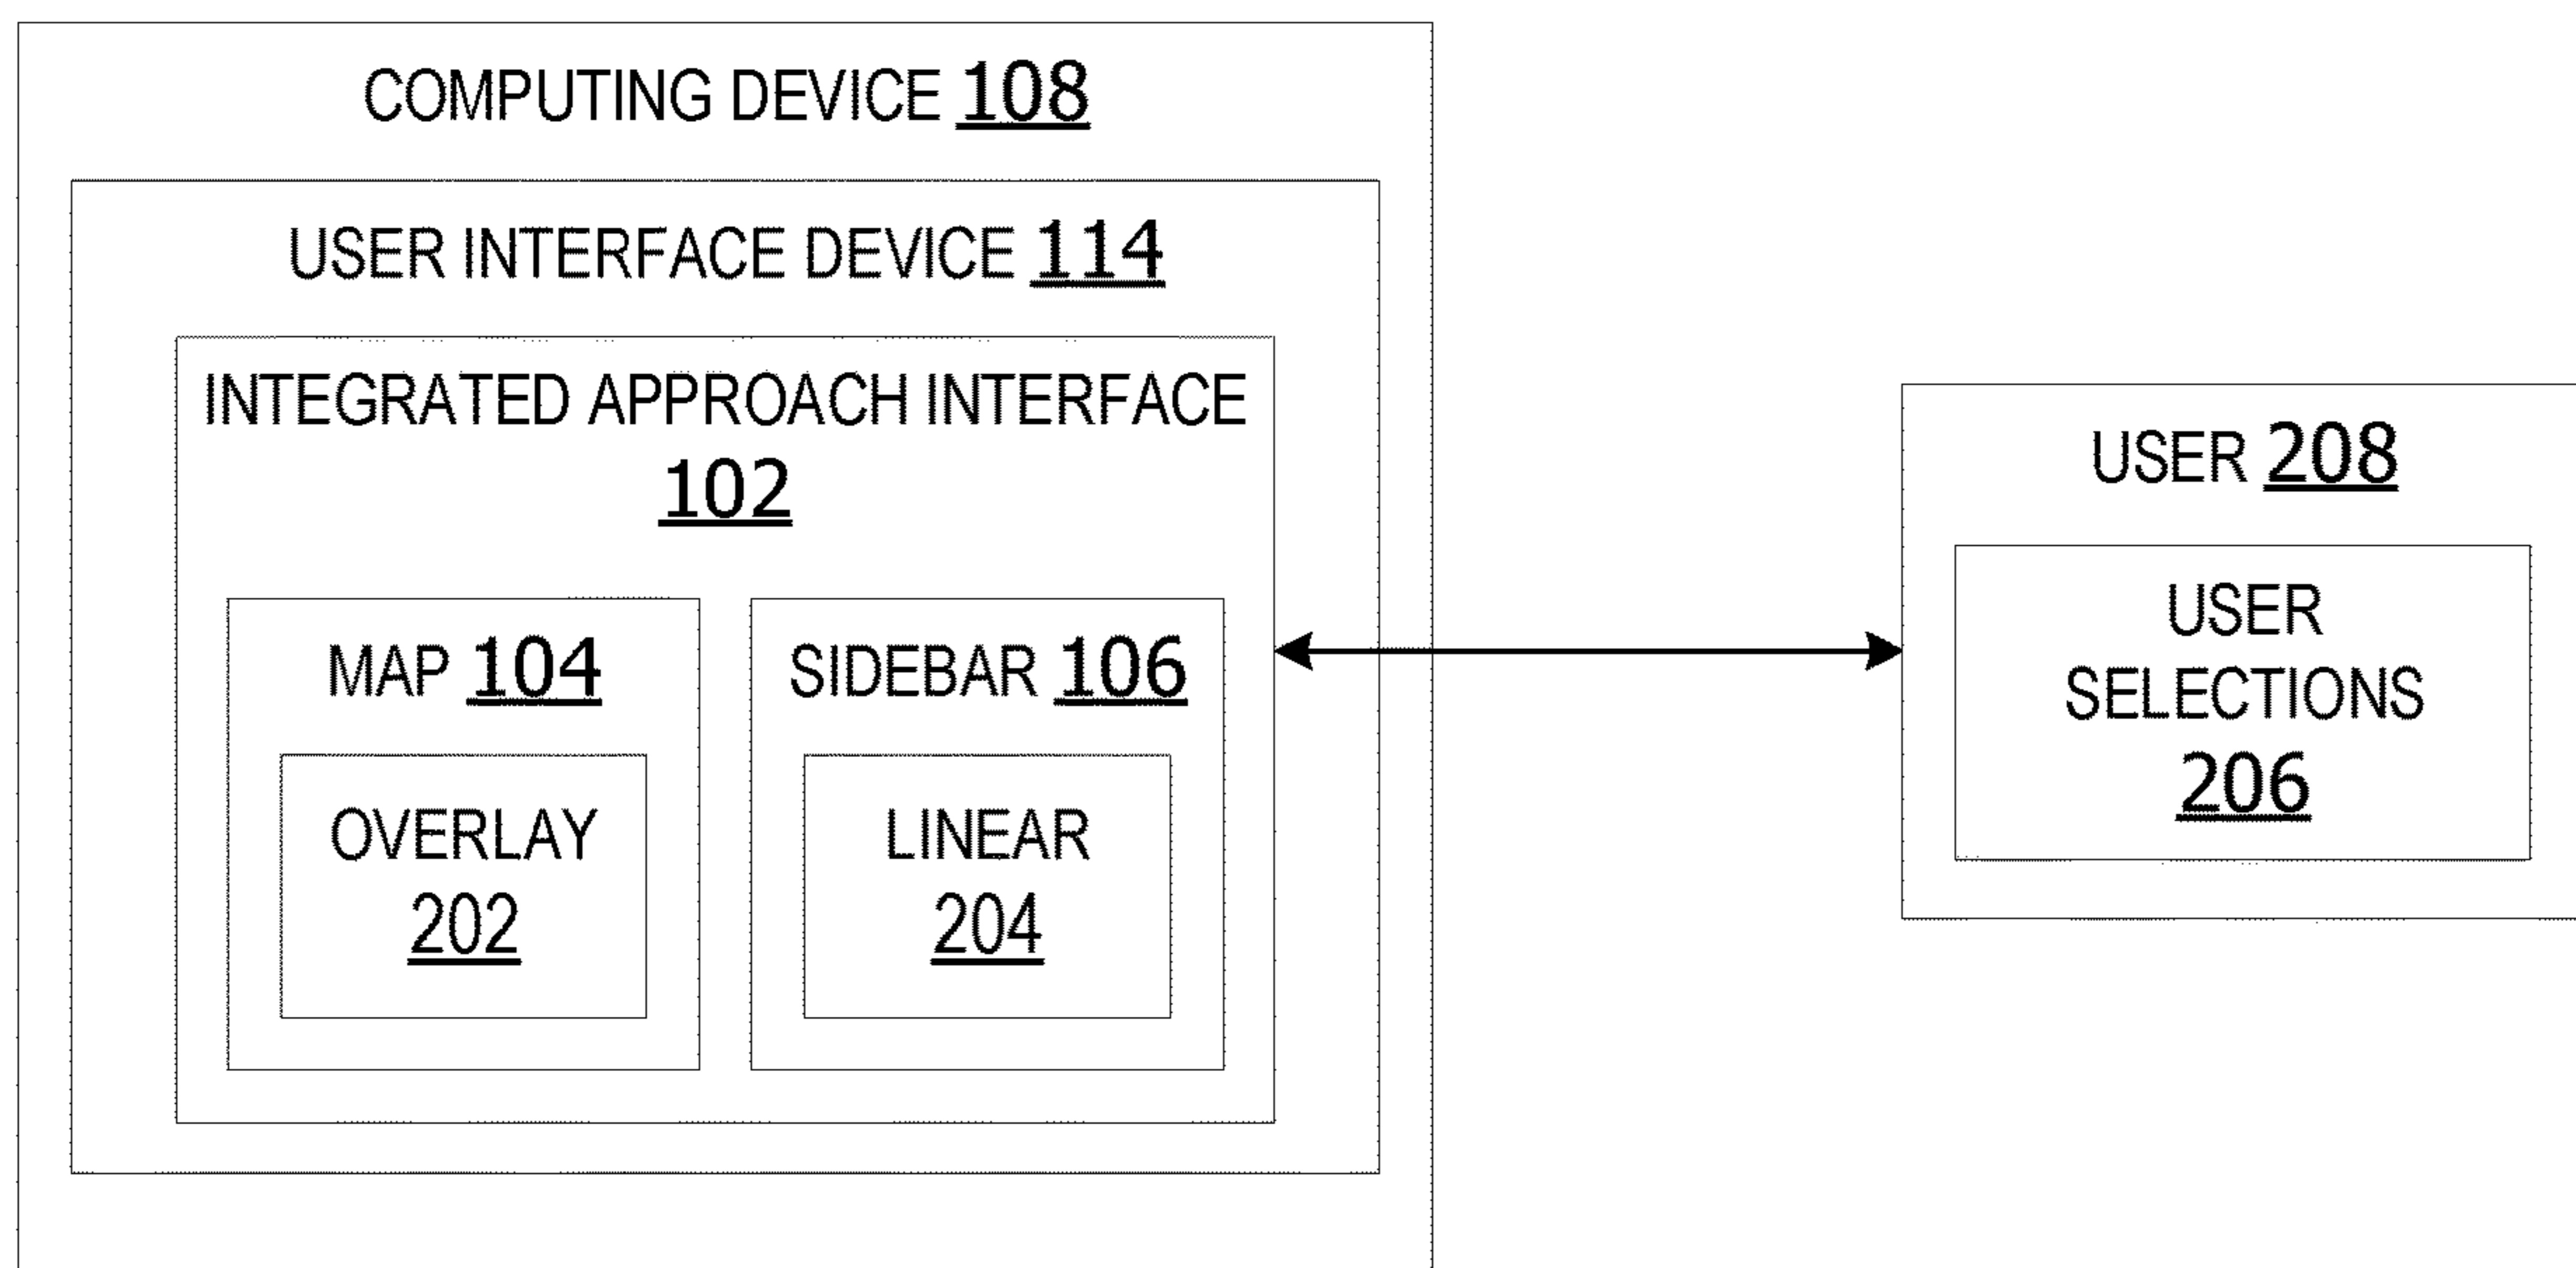 COMPUTING DEVICE 108
USER INTERFACE DEVICE 114
INTEGRATED APPROACH INTERFACE
102
MAP 104
OVERLAY
202
SIDEBAR 106
LINEAR
204
USER 208
USER
SELECTIONS
206